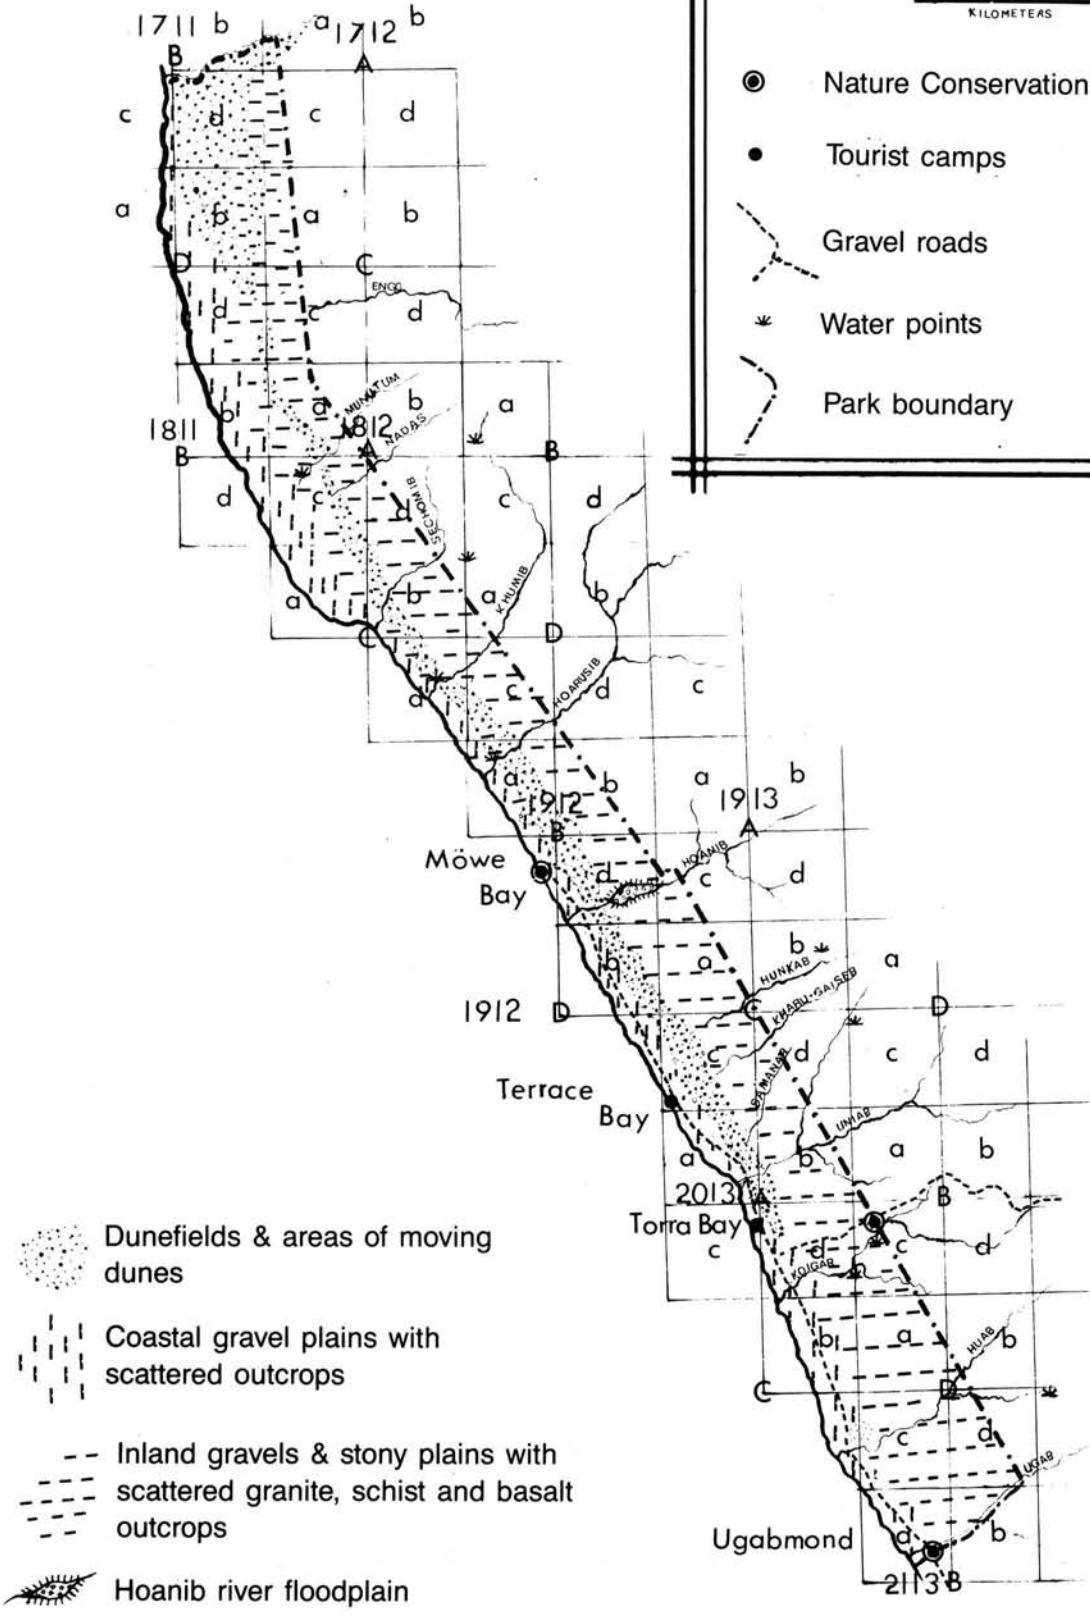 KILOMETERS
Nature Conservation
Tourist camps
Gravel roads
Water points
Park boundary
1711 b a 1712 b
B A
c d c d
a b a b
D C
ENGO
d c d
MUNUTUM
b a b a
1811 1812 NADAS
B A B
d c d c d
SECHOMIB
KHUMIB
a b a b
C D
HOARUSIB
d c d c
a b a b
1912 1913
B A
Möwe
Bay
HOANIB
d c d
b a b a
HUNKAB
KHARU-GAISEB
1912 D C D
c d c d
SAMANAB
Terrace
Bay
UNIAB
a b a b
2013 A B
Torra Bay
c d c d
KOIGAB
b a b
HUAB
C D
c d
UGAB
Ugabmond
d b
2113 B
Dunefields & areas of moving
dunes
Coastal gravel plains with
scattered outcrops
Inland gravels & stony plains with
scattered granite, schist and basalt
outcrops
Hoanib river floodplain